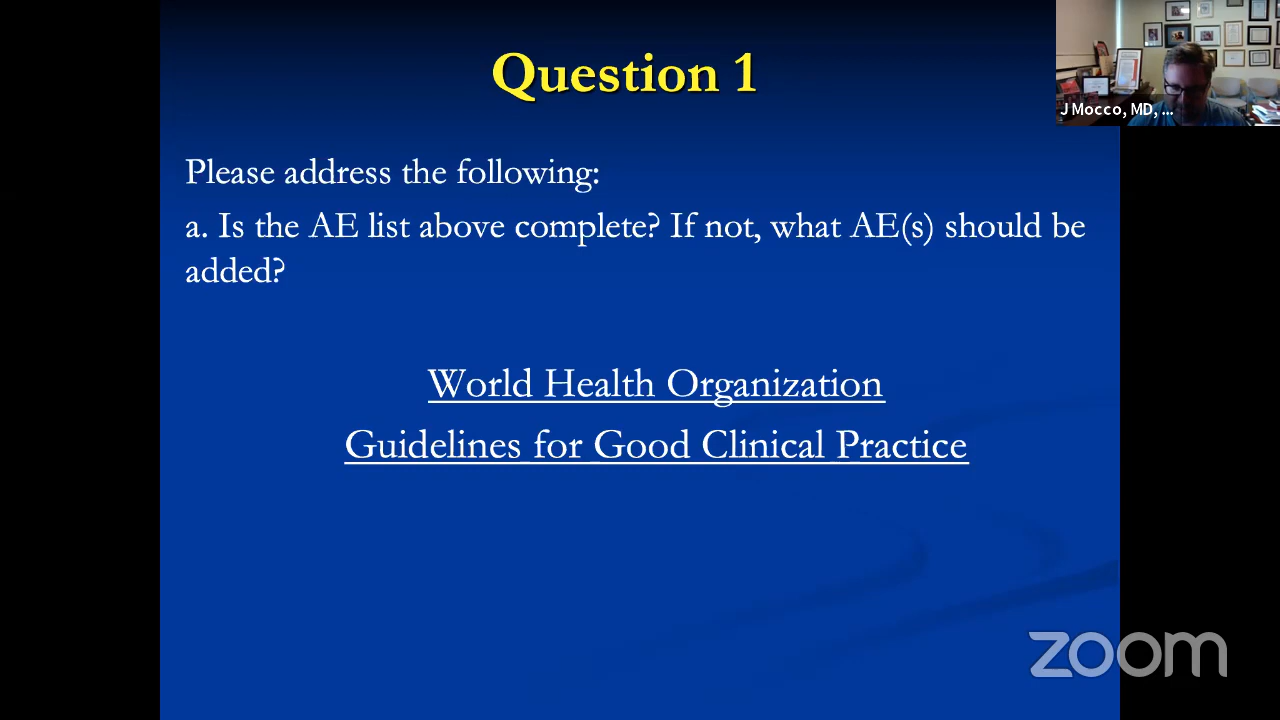 Question 1
J Mocco, MD, ...
Please address the following:
a. Is the AE list above complete? If not, what AE(s) should be
added?
World Health Organization
Guidelines for Good Clinical Practice
zoom